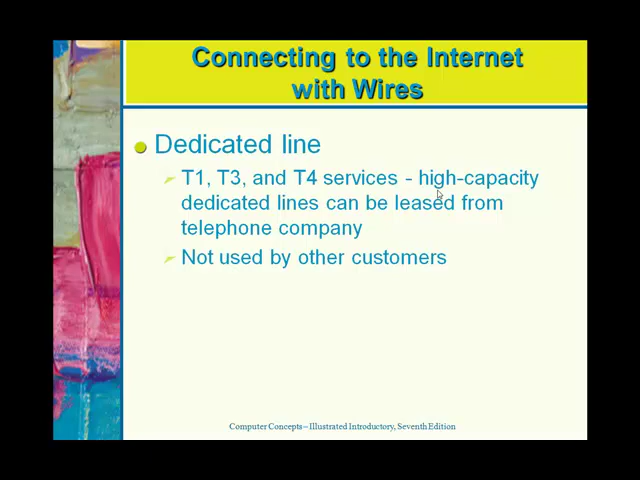 Connecting to the Internet
with Wires
Dedicated line
T1, T3, and T4 services - high-capacity
dedicated lines can be leased from
telephone company
Not used by other customers
Computer Concepts – Illustrated Introductory, Seventh Edition